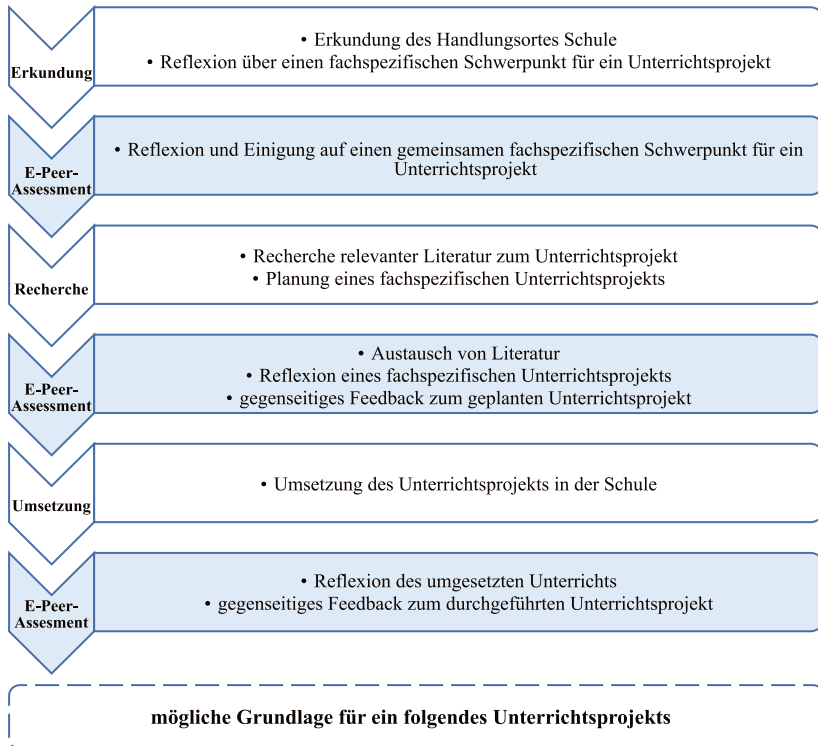 Erkundung
• Erkundung des Handlungsortes Schule
• Reflexion über einen fachspezifischen Schwerpunkt für ein Unterrichtsprojekt
E-Peer-
Assessment
• Reflexion und Einigung auf einen gemeinsamen fachspezifischen Schwerpunkt für ein
Unterrichtsprojekt
Recherche
• Recherche relevanter Literatur zum Unterrichtsprojekt
• Planung eines fachspezifischen Unterrichtsprojekts
E-Peer-
Assessment
• Austausch von Literatur
• Reflexion eines fachspezifischen Unterrichtsprojekts
• gegenseitiges Feedback zum geplanten Unterrichtsprojekt
Umsetzung
• Umsetzung des Unterrichtsprojekts in der Schule
E-Peer-
Assesment
• Reflexion des umgesetzten Unterrichts
• gegenseitiges Feedback zum durchgeführten Unterrichtsprojekt
mögliche Grundlage für ein folgendes Unterrichtsprojekts